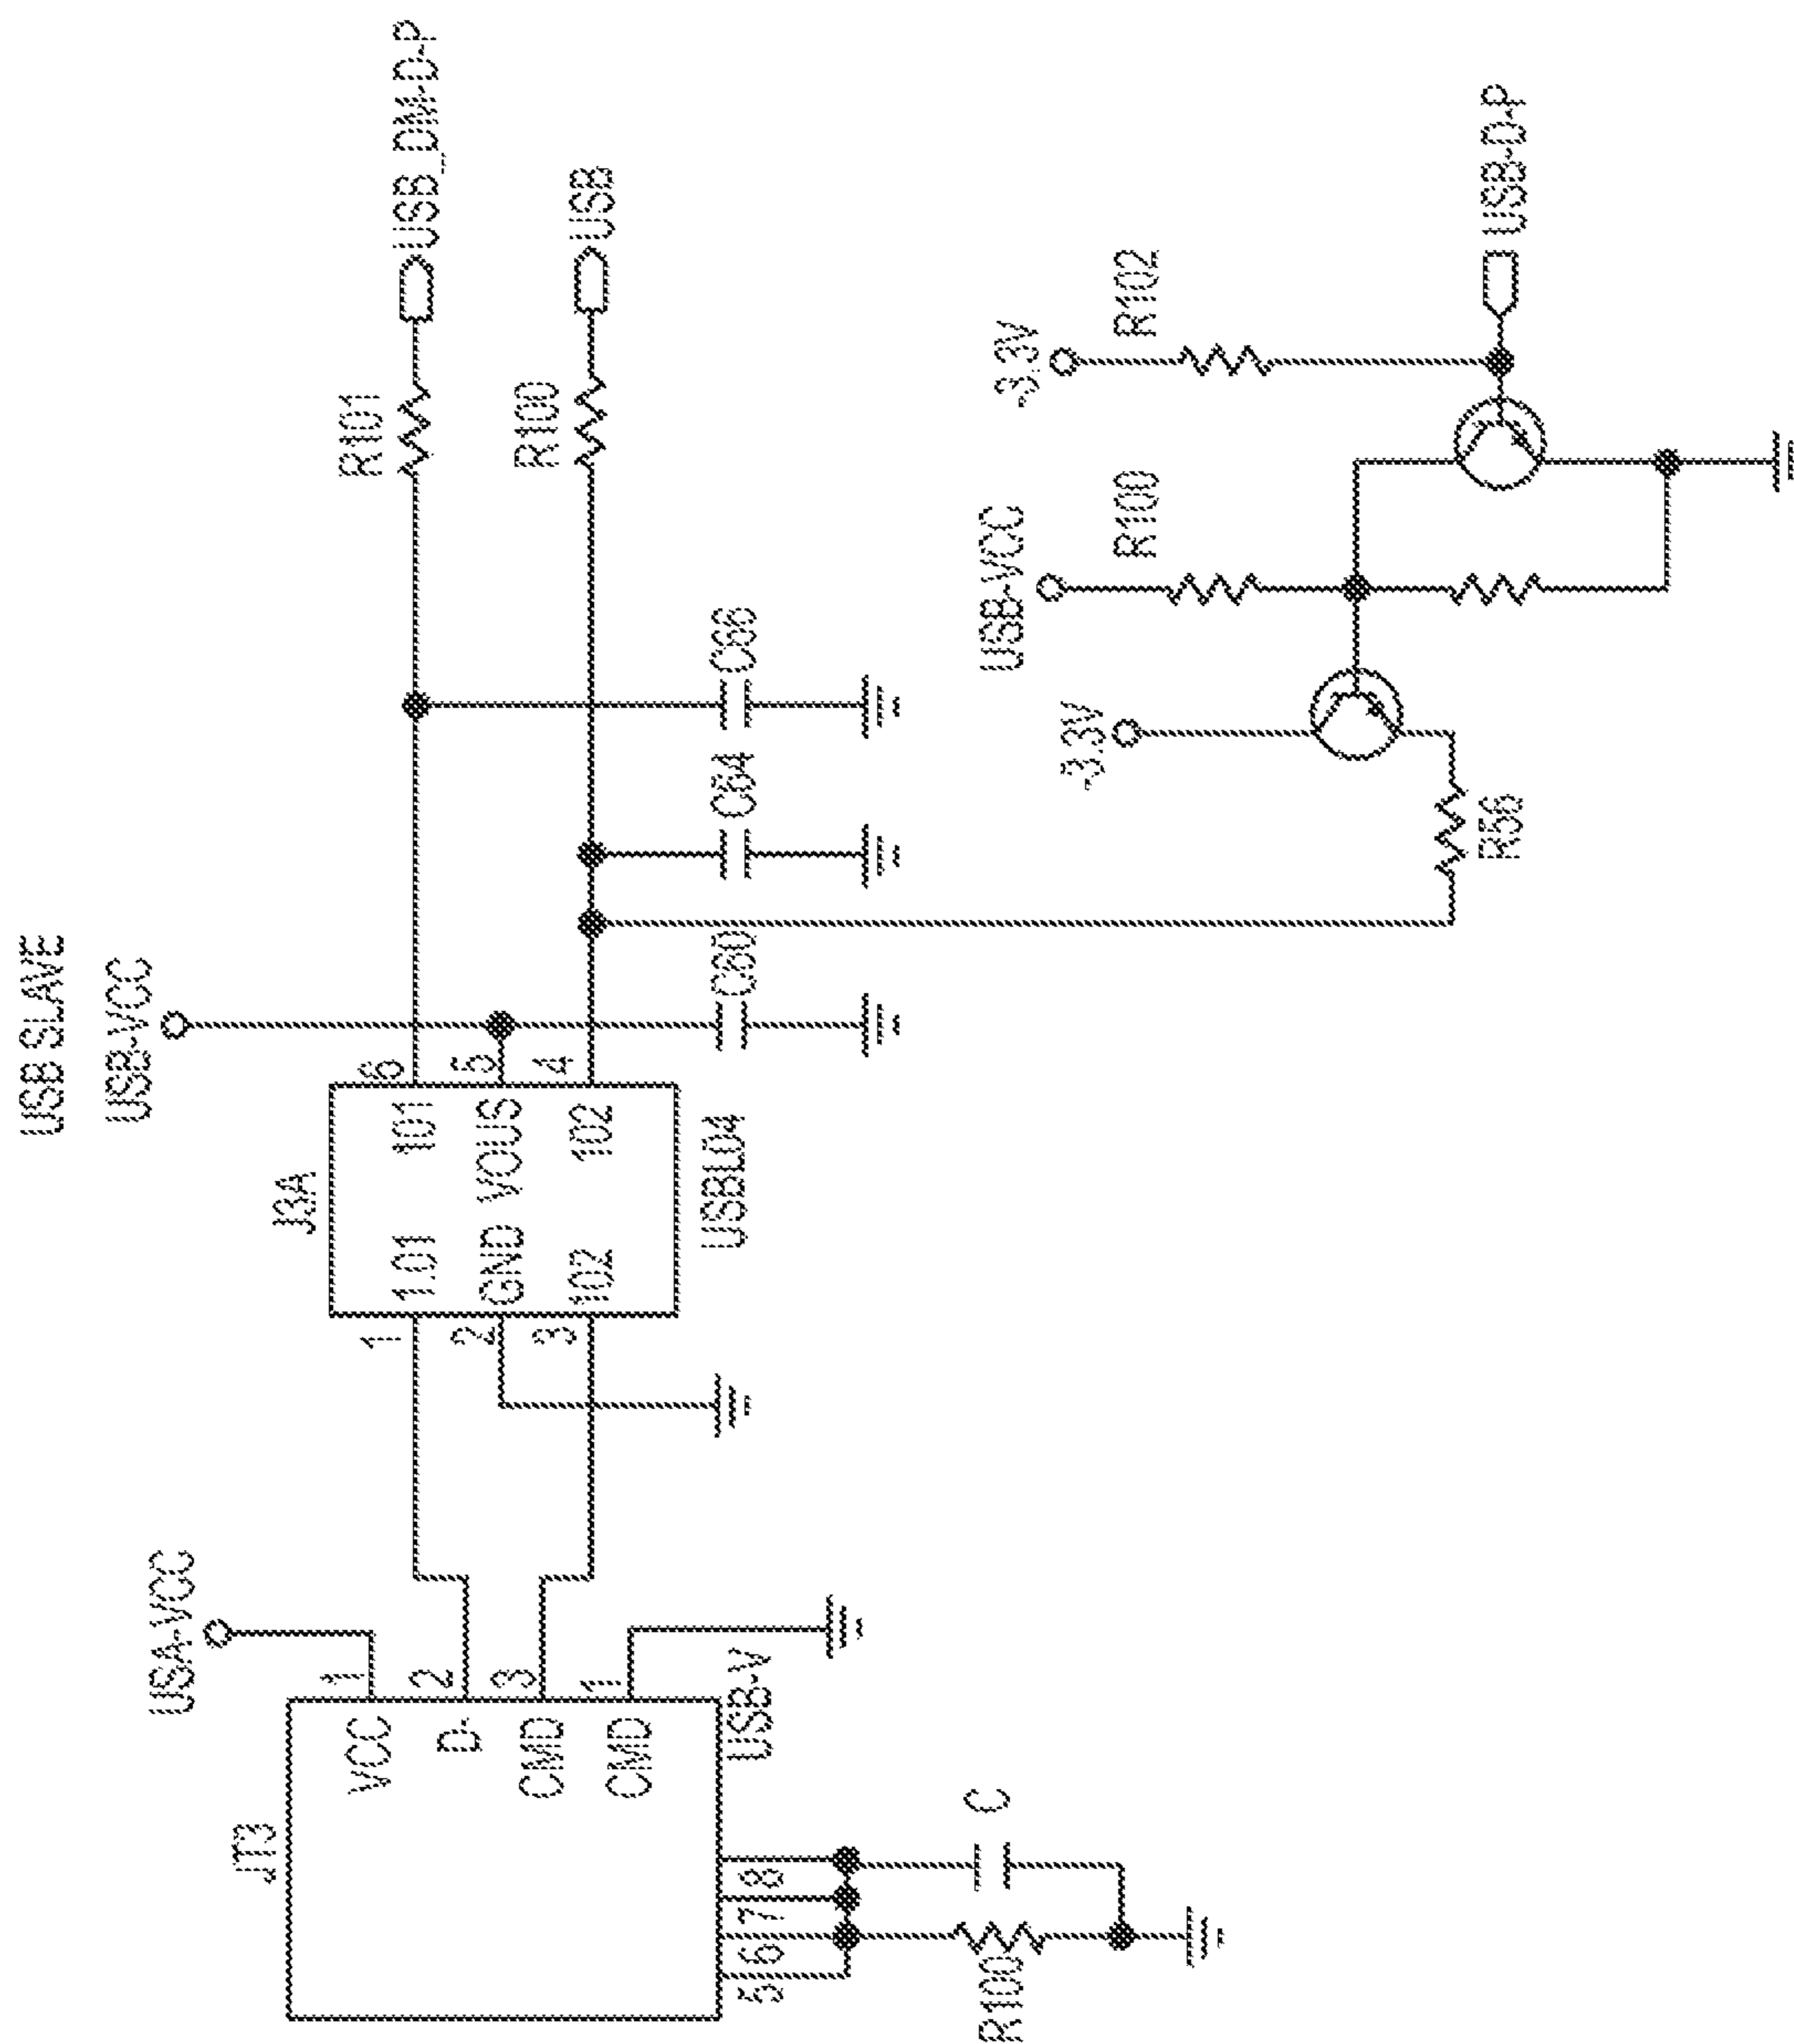 USB SLAVE
USB-VCC
USA-VCC
JT3
VCC
D-
CMD
CMD
1
2
3
1
USB-V
5
6
7
8
R100
C
J3A
1.01
GND
102
101
VOUS
102
1
2
3
6
5
4
USBL04
C80
C64
C68
R101
USB_DM-D-P
R100
USB
-3.3V
R56
USB-VCC
R100
-3.3V
R102
USB-D-P